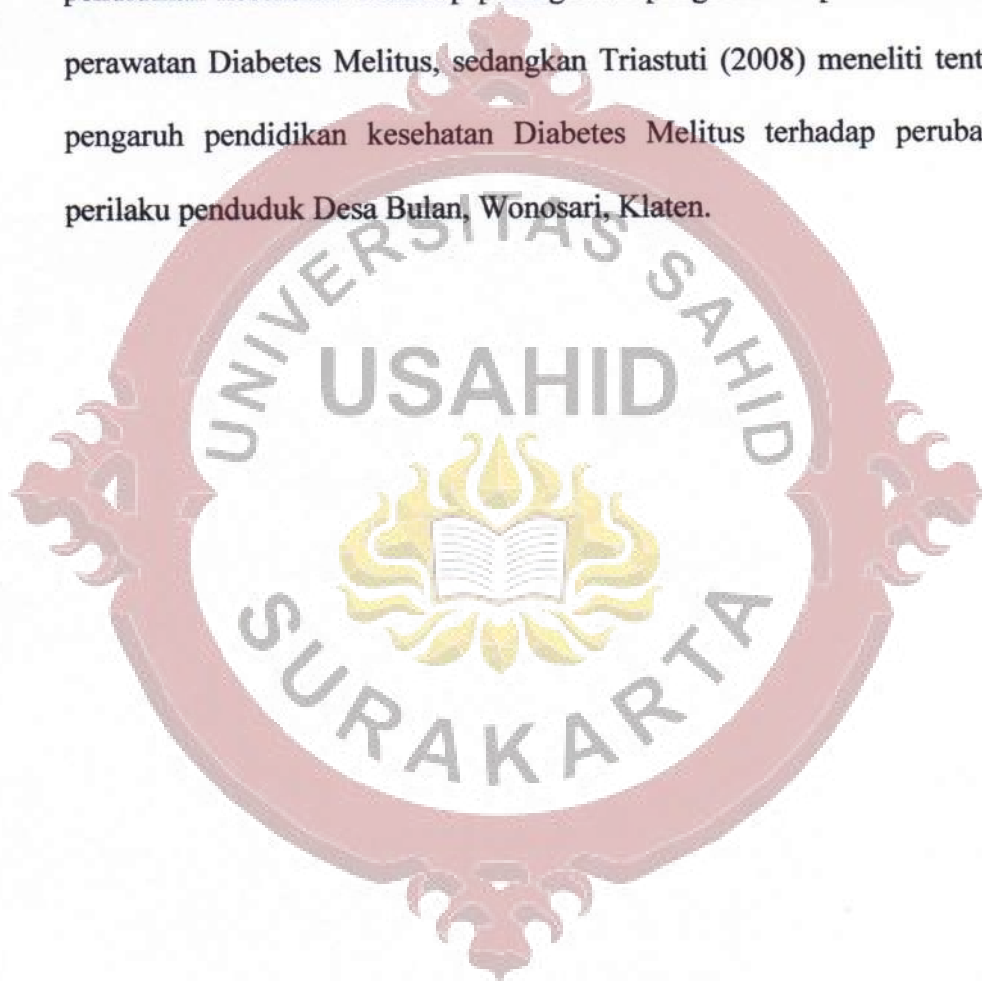 perawatan Diabetes Melitus, sedangkan Triastuti (2008) meneliti tent
pengaruh pendidikan kesehatan Diabetes Melitus terhadap peruba
perilaku penduduk Desa Bulan, Wonosari, Klaten.
UNIVERSITAS SAHID
USAHID
SURAKARTA